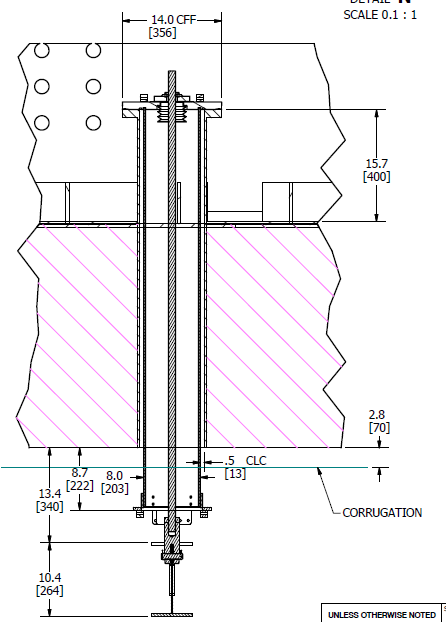 DETAIL N
SCALE 0.1 : 1
14.0 CFF
[356]
15.7
[400]
2.8
[70]
.5 CLC
[13]
8.7
[222]
8.0
[203]
13.4
[340]
CORRUGATION
10.4
[264]
UNLESS OTHERWISE NOTED